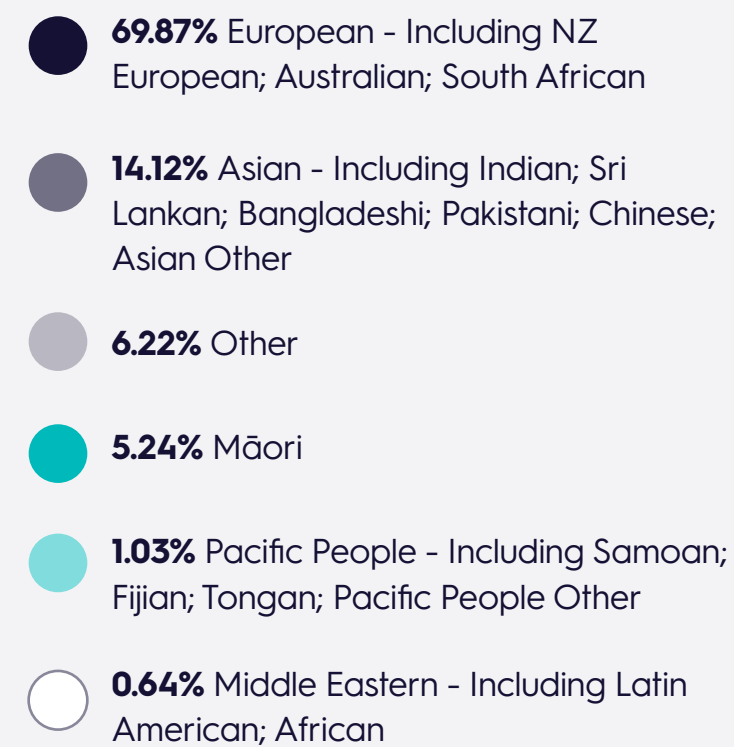 69.87% European - Including NZ
European; Australian; South African
14.12% Asian - Including Indian; Sri
Lankan; Bangladeshi; Pakistani; Chinese;
Asian Other
6.22% Other
5.24% Māori
1.03% Pacific People - Including Samoan;
Fijian; Tongan; Pacific People Other
0.64% Middle Eastern - Including Latin
American; African